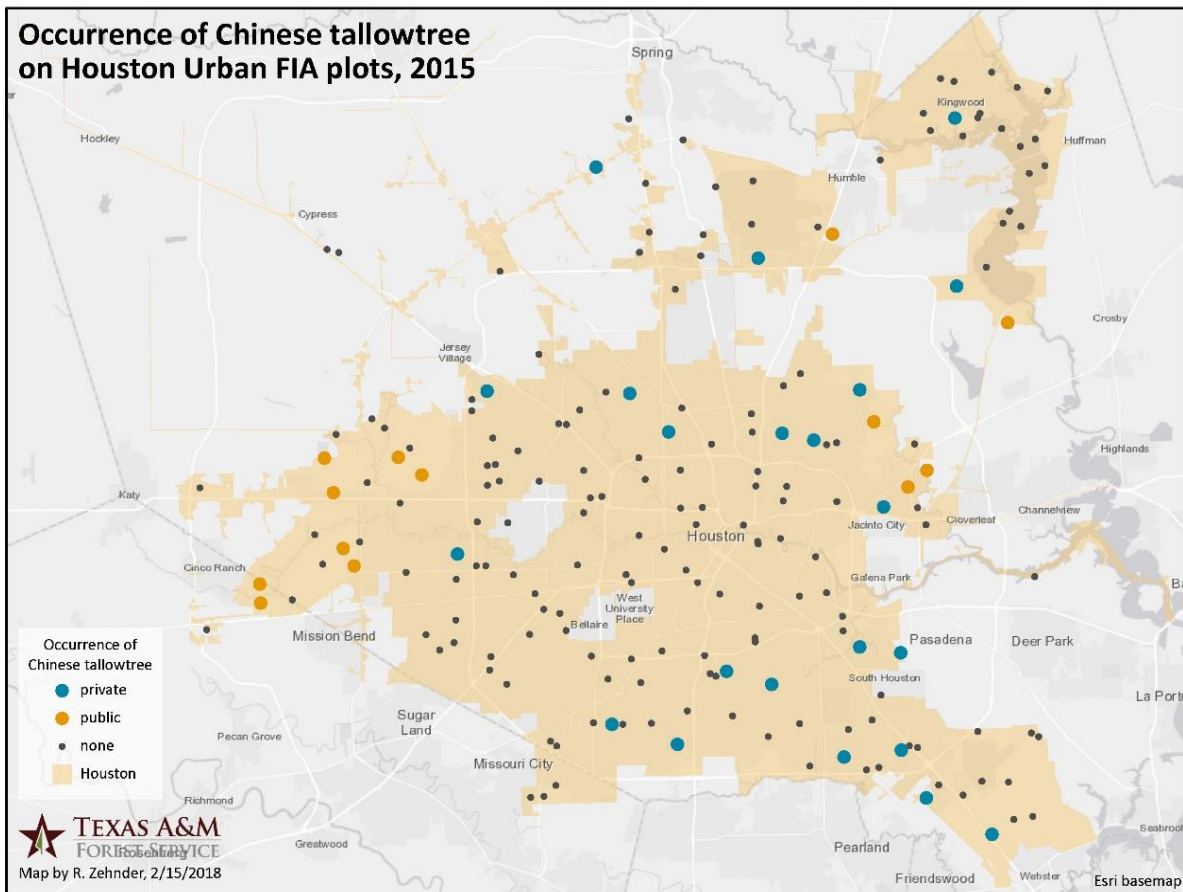 Occurrence of Chinese tallowtree
on Houston Urban FIA plots, 2015
Spring
Kingwood
Hockley
Huffman
Humble
Cypress
Crosby
Jersey
Village
Highlands
Katy
Channelview
Cloverleaf
Jacinto City
Houston
Cinco Ranch
Galena Park
West
University
Place
Bellaire
Mission Bend
Pasadena
Deer Park
South Houston
La Porte
Sugar
Land
Pecan Grove
Missouri City
Richmond
Greatwood
Pearland
Seabrook
Friendswood
Webster
Occurrence of
Chinese tallowtree
private
public
none
Houston
TEXAS A&M
FOREST SERVICE
Rosenberg
Map by R. Zehnder, 2/15/2018
Esri basemap